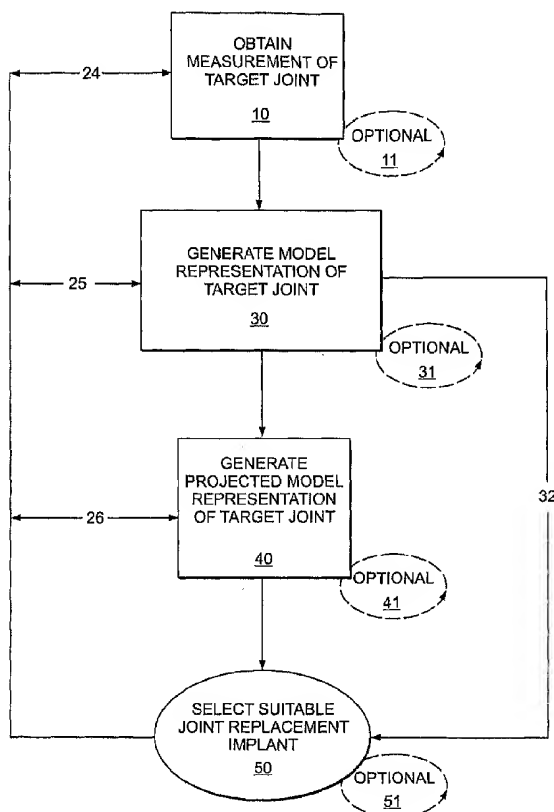 24
OBTAIN
MEASUREMENT OF
TARGET JOINT
10
OPTIONAL
11
25
GENERATE MODEL
REPRESENTATION OF
TARGET JOINT
30
OPTIONAL
31
32
26
GENERATE
PROJECTED MODEL
REPRESENTATION
OF TARGET JOINT
40
OPTIONAL
41
SELECT SUITABLE
JOINT REPLACEMENT
IMPLANT
50
OPTIONAL
51